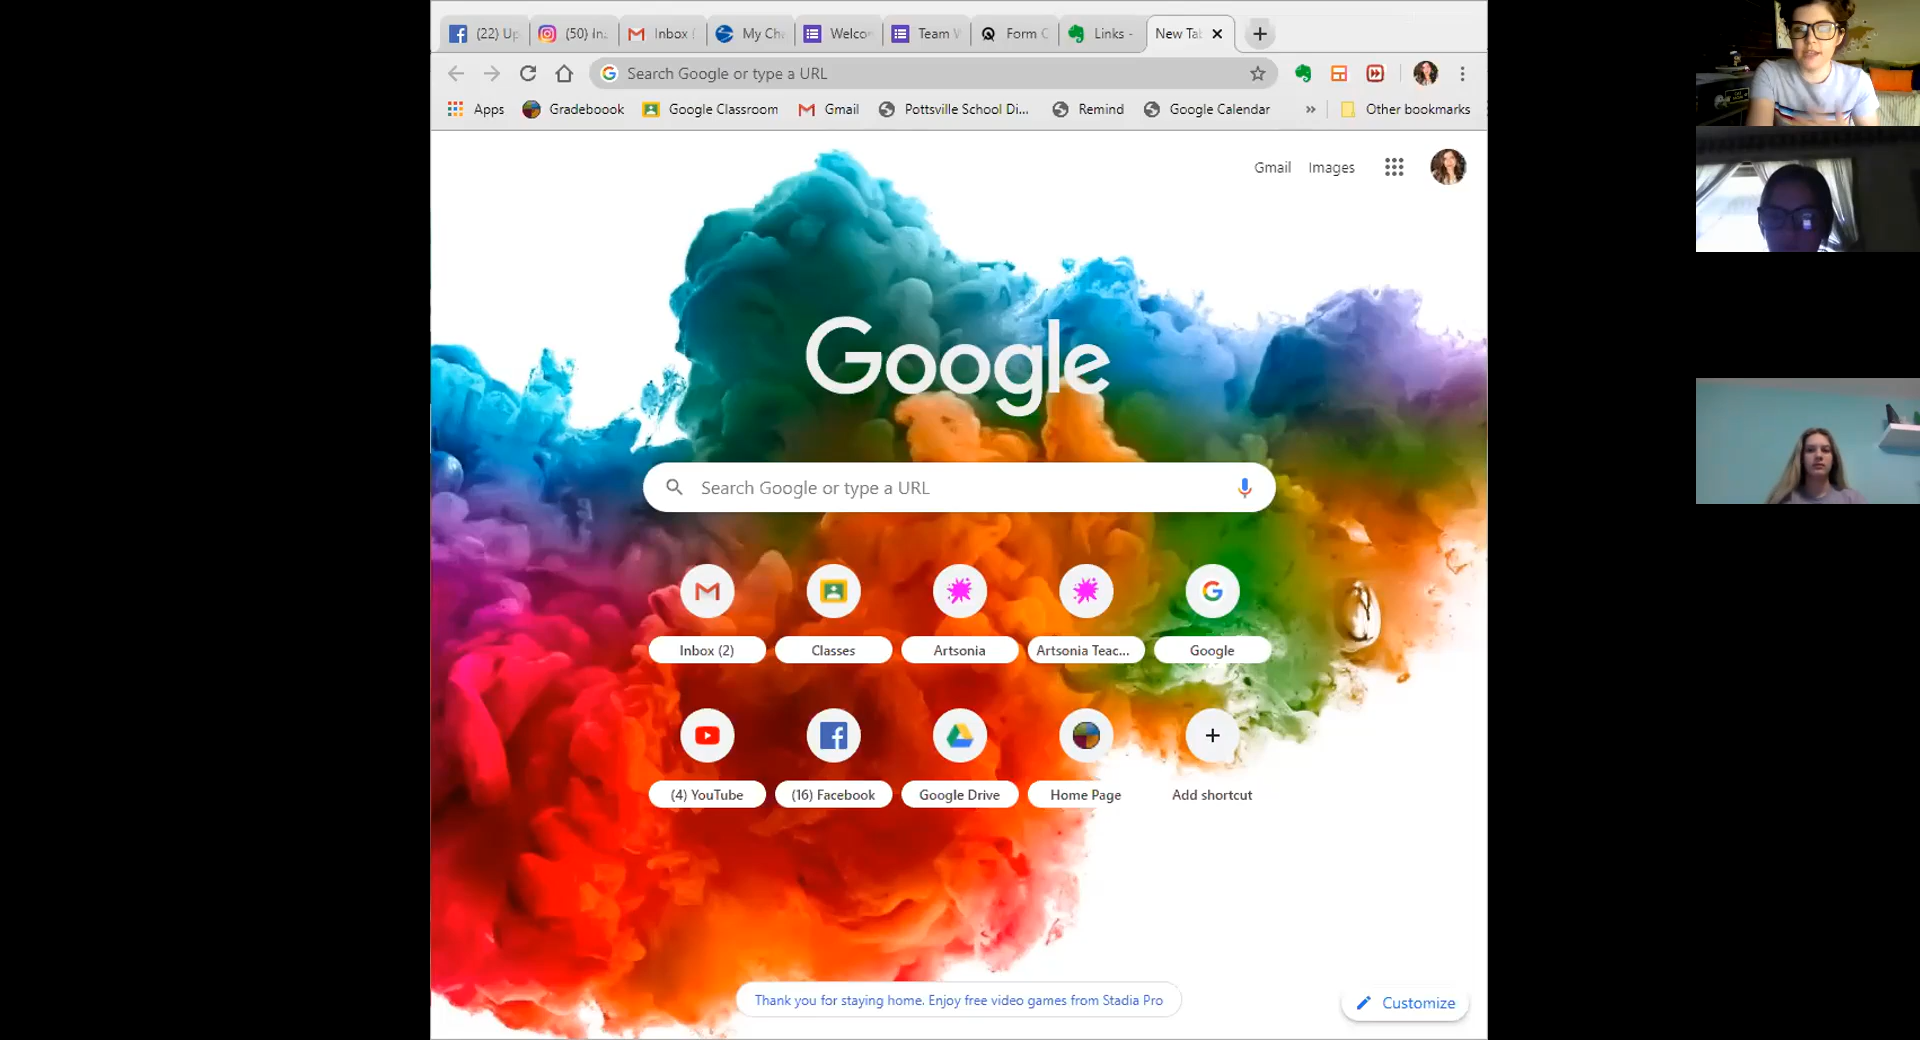 (22) Up
(50) In
Inbox (
My Cha
Welco
Team W
Form C
Links -
New Tab
Search Google or type a URL
Apps
Gradeboook
Google Classroom
Gmail
Pottsville School Di...
Remind
Google Calendar
»
Other bookmarks
Gmail
Images
Google
Search Google or type a URL
Inbox (2)
Classes
Artsonia
Artsonia Teac...
Google
(4) YouTube
(16) Facebook
Google Drive
Home Page
Add shortcut
Thank you for staying home. Enjoy free video games from Stadia Pro
Customize